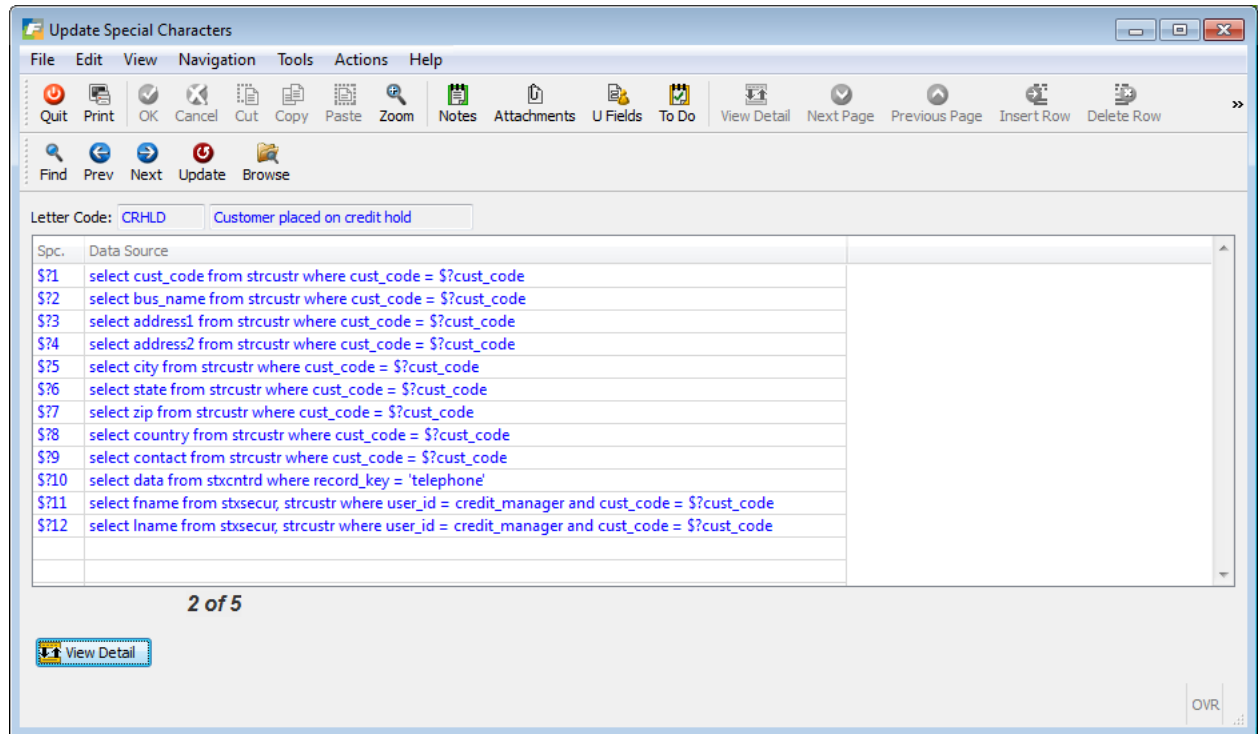 Update Special Characters
File Edit View Navigation Tools Actions Help
Quit Print OK Cancel Cut Copy Paste Zoom Notes Attachments U Fields To Do View Detail Next Page Previous Page Insert Row Delete Row »
Find Prev Next Update Browse
Letter Code: CRHLD Customer placed on credit hold
Spc. Data Source
$?1 select cust_code from strcustr where cust_code = $?cust_code
$?2 select bus_name from strcustr where cust_code = $?cust_code
$?3 select address1 from strcustr where cust_code = $?cust_code
$?4 select address2 from strcustr where cust_code = $?cust_code
$?5 select city from strcustr where cust_code = $?cust_code
$?6 select state from strcustr where cust_code = $?cust_code
$?7 select zip from strcustr where cust_code = $?cust_code
$?8 select country from strcustr where cust_code = $?cust_code
$?9 select contact from strcustr where cust_code = $?cust_code
$?10 select data from stxcntrd where record_key = 'telephone'
$?11 select fname from stxsecur, strcustr where user_id = credit_manager and cust_code = $?cust_code
$?12 select lname from stxsecur, strcustr where user_id = credit_manager and cust_code = $?cust_code
2 of 5
View Detail
OVR